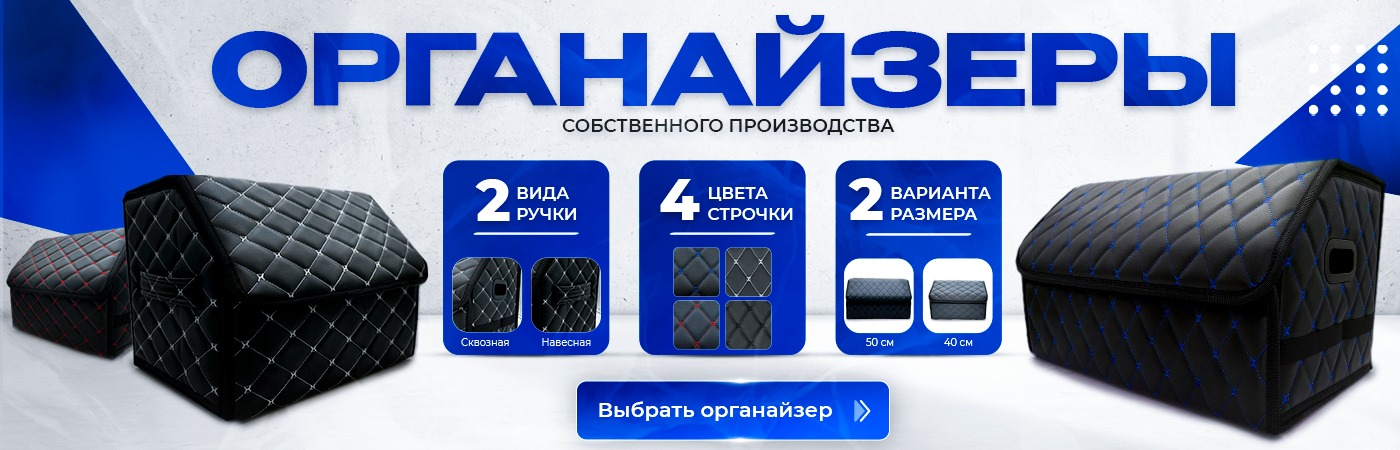 ОРГАНАЙЗЕРЫ
СОБСТВЕННОГО ПРОИЗВОДСТВА
2 ВИДА
РУЧКИ
Сквозная
Навесная
4 ЦВЕТА
СТРОЧКИ
2 ВАРИАНТА
РАЗМЕРА
50 см
40 см
Выбрать органайзер